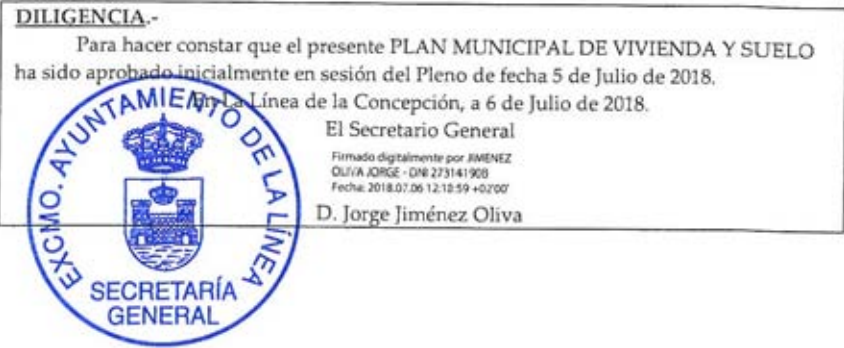 DILIGENCIA.-
Para hacer constar que el presente PLAN MUNICIPAL DE VIVIENDA Y SUELO
ha sido aprobado inicialmente en sesión del Pleno de fecha 5 de Julio de 2018.
En La Línea de la Concepción, a 6 de Julio de 2018.
El Secretario General
Firmado digitalmente por JIMENEZ
OLIVA JORGE - DNI 27314190B
Fecha: 2018.07.06 12:18:59 +02'00'
D. Jorge Jiménez Oliva
EXCMO. AYUNTAMIENTO DE LA LÍNEA
SECRETARÍA
GENERAL